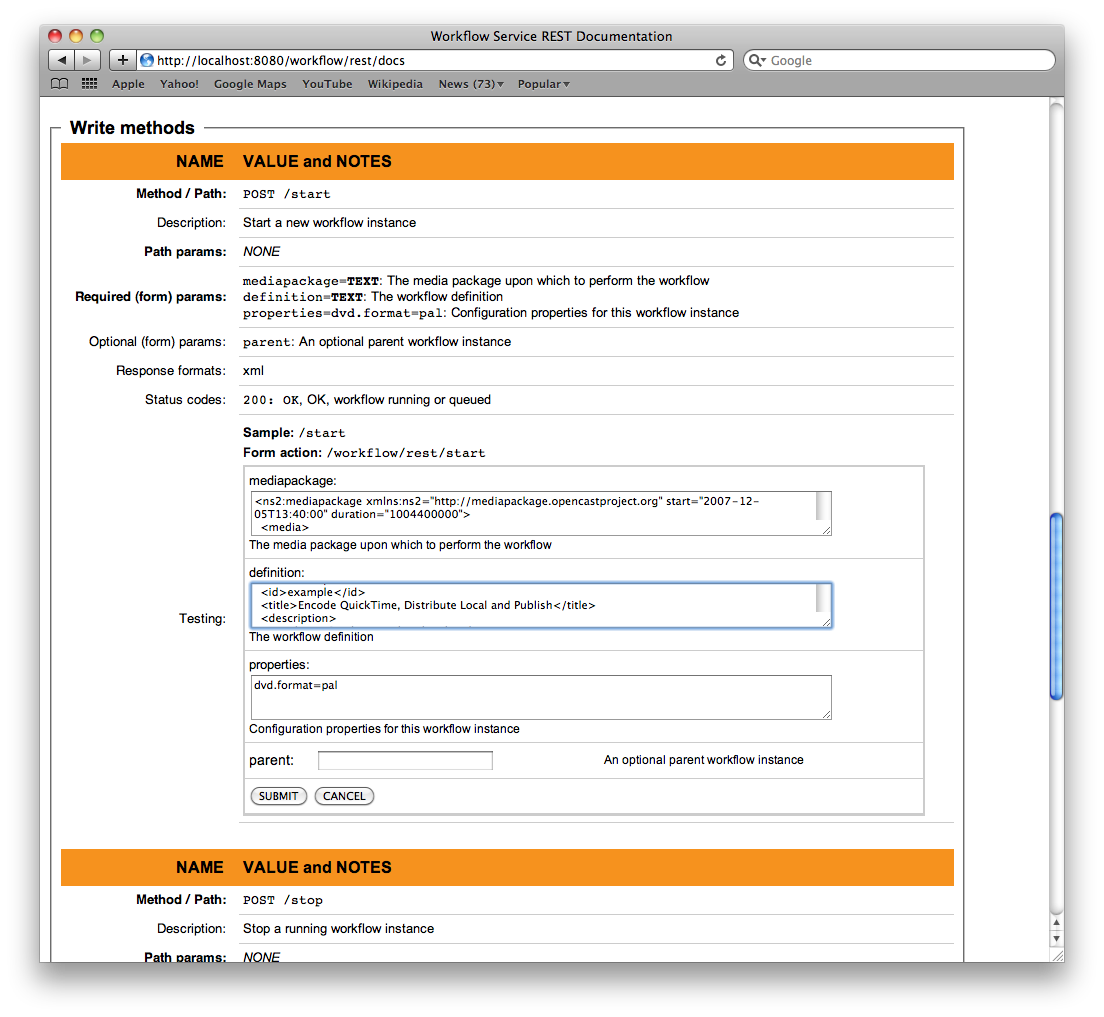 Workflow Service REST Documentation
http://localhost:8080/workflow/rest/docs
Google
Apple Yahoo! Google Maps YouTube Wikipedia News (73)▾ Popular▾
Write methods
NAME VALUE and NOTES
Method / Path: POST /start
Description: Start a new workflow instance
Path params: NONE
Required (form) params: mediapackage=TEXT: The media package upon which to perform the workflow
definition=TEXT: The workflow definition
properties=dvd.format=pal: Configuration properties for this workflow instance
Optional (form) params: parent: An optional parent workflow instance
Response formats: xml
Status codes: 200: OK, OK, workflow running or queued
Sample: /start
Form action: /workflow/rest/start
Testing:
mediapackage:
<ns2:mediapackage xmlns:ns2="http://mediapackage.opencastproject.org" start="2007-12-
05T13:40:00" duration="1004400000">
<media>
The media package upon which to perform the workflow
definition:
<id>example</id>
<title>Encode QuickTime, Distribute Local and Publish</title>
<description>
The workflow definition
properties:
dvd.format=pal
Configuration properties for this workflow instance
parent: An optional parent workflow instance
SUBMIT CANCEL
NAME VALUE and NOTES
Method / Path: POST /stop
Description: Stop a running workflow instance
Path params: NONE